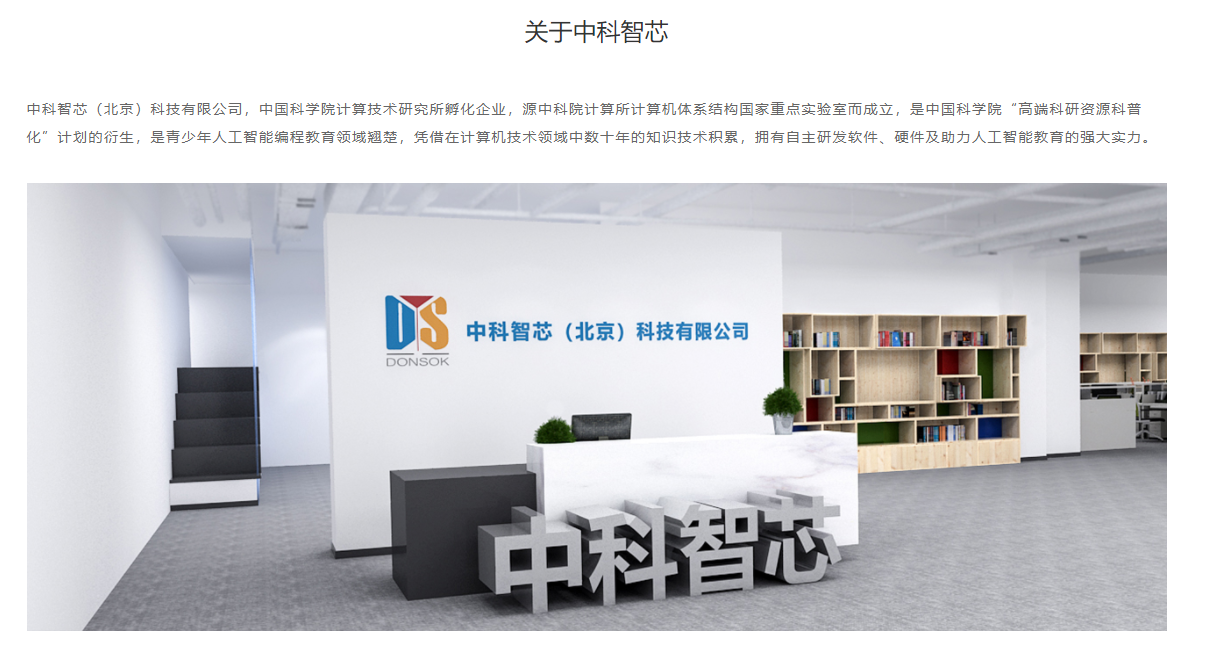 关于中科智芯
中科智芯（北京）科技有限公司，中国科学院计算技术研究所孵化企业，源中科院计算所计算机体系结构国家重点实验室而成立，是中国科学院“高端科研资源科普
化”计划的衍生，是青少年人工智能编程教育领域翘楚，凭借在计算机技术领域中数十年的知识技术积累，拥有自主研发软件、硬件及助力人工智能教育的强大实力。
DS
DONSOK
中科智芯（北京）科技有限公司
中科智芯